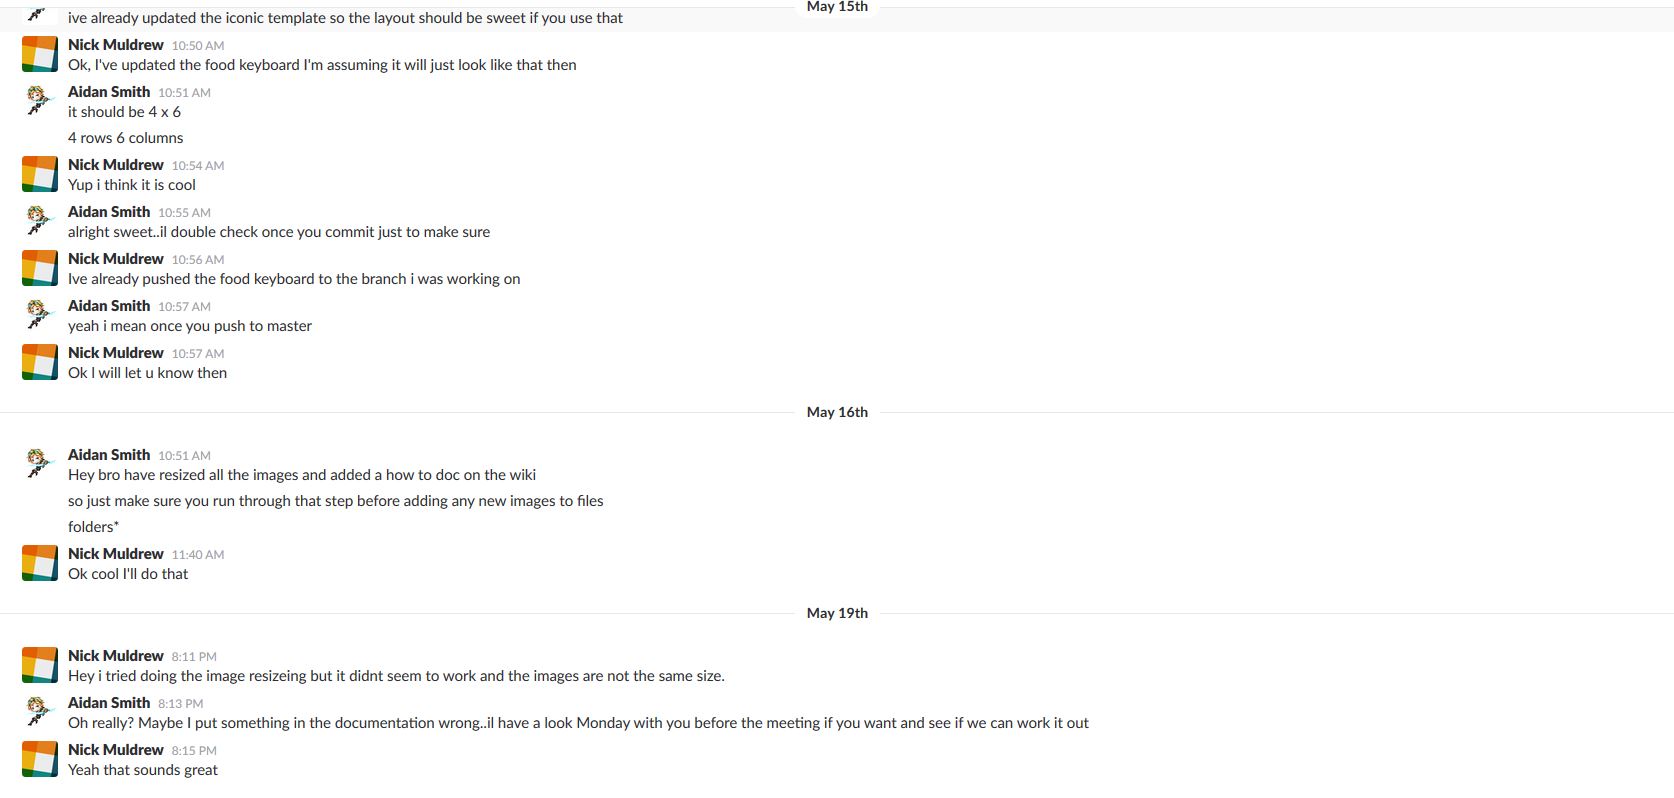 May 15th
ive already updated the iconic template so the layout should be sweet if you use that
Nick Muldrew 10:50 AM
Ok, I've updated the food keyboard I'm assuming it will just look like that then
Aidan Smith 10:51 AM
it should be 4 x 6
4 rows 6 columns
Nick Muldrew 10:54 AM
Yup i think it is cool
Aidan Smith 10:55 AM
alright sweet..il double check once you commit just to make sure
Nick Muldrew 10:56 AM
Ive already pushed the food keyboard to the branch i was working on
Aidan Smith 10:57 AM
yeah i mean once you push to master
Nick Muldrew 10:57 AM
Ok I will let u know then
May 16th
Aidan Smith 10:51 AM
Hey bro have resized all the images and added a how to doc on the wiki
so just make sure you run through that step before adding any new images to files
folders*
Nick Muldrew 11:40 AM
Ok cool I'll do that
May 19th
Nick Muldrew 8:11 PM
Hey i tried doing the image resizeing but it didnt seem to work and the images are not the same size.
Aidan Smith 8:13 PM
Oh really? Maybe I put something in the documentation wrong..il have a look Monday with you before the meeting if you want and see if we can work it out
Nick Muldrew 8:15 PM
Yeah that sounds great